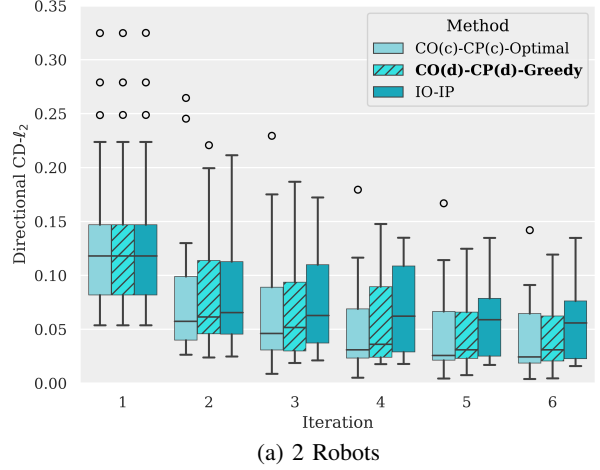 0.35
0.30
0.25
0.20
0.15
0.10
0.05
0.00
Directional CD-ℓ₂
Method
CO(c)-CP(c)-Optimal
CO(d)-CP(d)-Greedy
IO-IP
1 2 3 4 5 6
Iteration
(a) 2 Robots